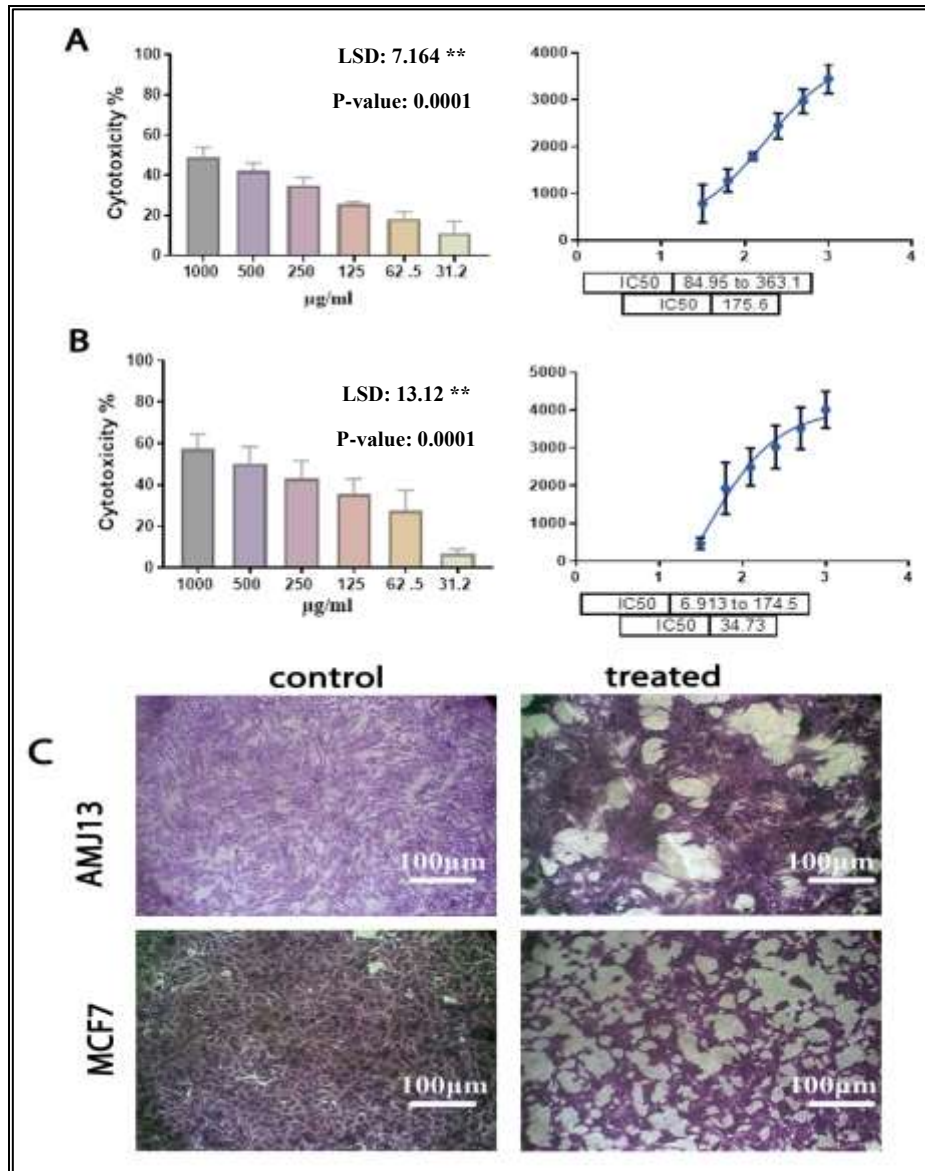 A
LSD: 7.164 **
P-value: 0.0001
Cytotoxicity %
100
80
60
40
20
0
1000 500 250 125 62.5 31.2
µg/ml
4000
3000
2000
1000
0
0 1 2 3 4
IC50 84.95 to 363.1
IC50 175.6
B
LSD: 13.12 **
P-value: 0.0001
Cytotoxicity %
100
80
60
40
20
0
1000 500 250 125 62.5 31.2
µg/ml
5000
4000
3000
2000
1000
0
0 1 2 3 4
IC50 6.913 to 174.5
IC50 34.73
control treated
C
AMJ13
100µm
100µm
MCF7
100µm
100µm